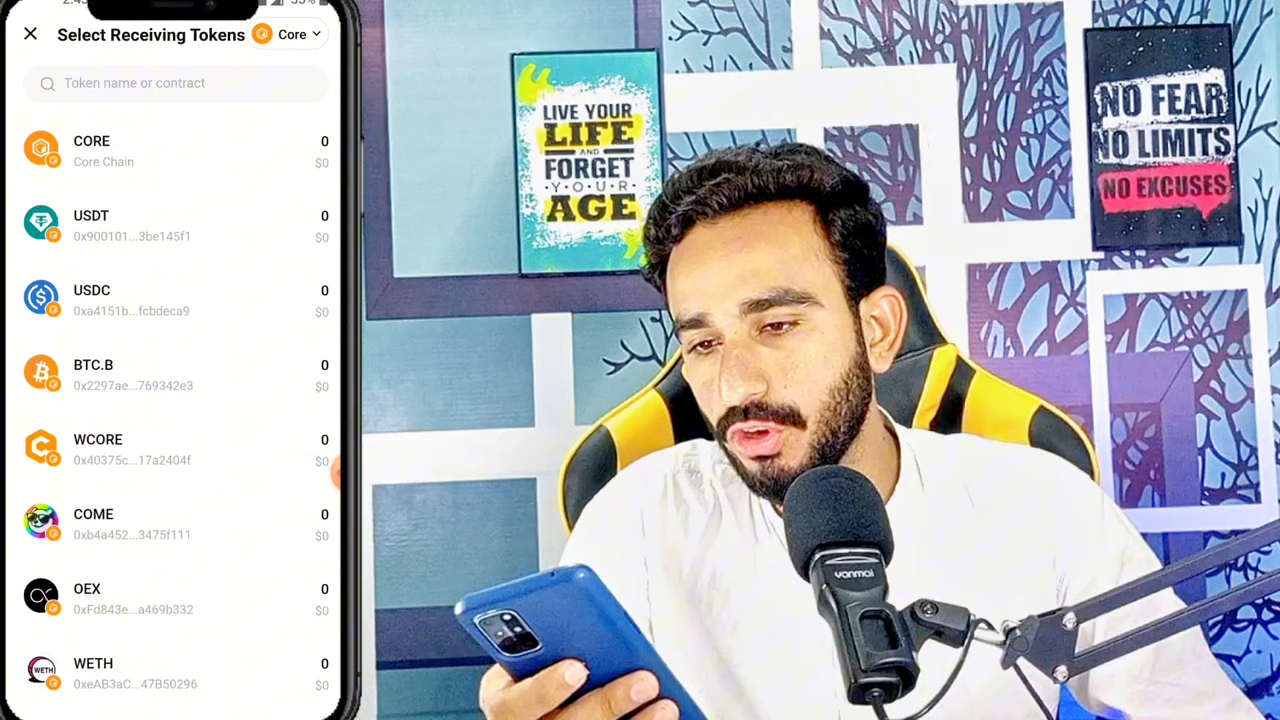 Select Receiving Tokens
Core
Token name or contract
CORE
0
Core Chain
$0
USDT
0
0x900101...3be145f1
$0
USDC
0
0xa4151b...fcbdeca9
$0
BTC.B
0
0x2297ae...769342e3
$0
WCORE
0
0x40375c...17a2404f
$0
COME
0
0xb4a452...3475f111
$0
OEX
0
0xFd843e...a469b332
$0
WETH
WETH
0
0xeAB3aC...47B50296
$0
LIVE YOUR
LIFE
AND
FORGET
YOUR
AGE
NO FEAR
NO LIMITS
NO EXCUSES
yanmai